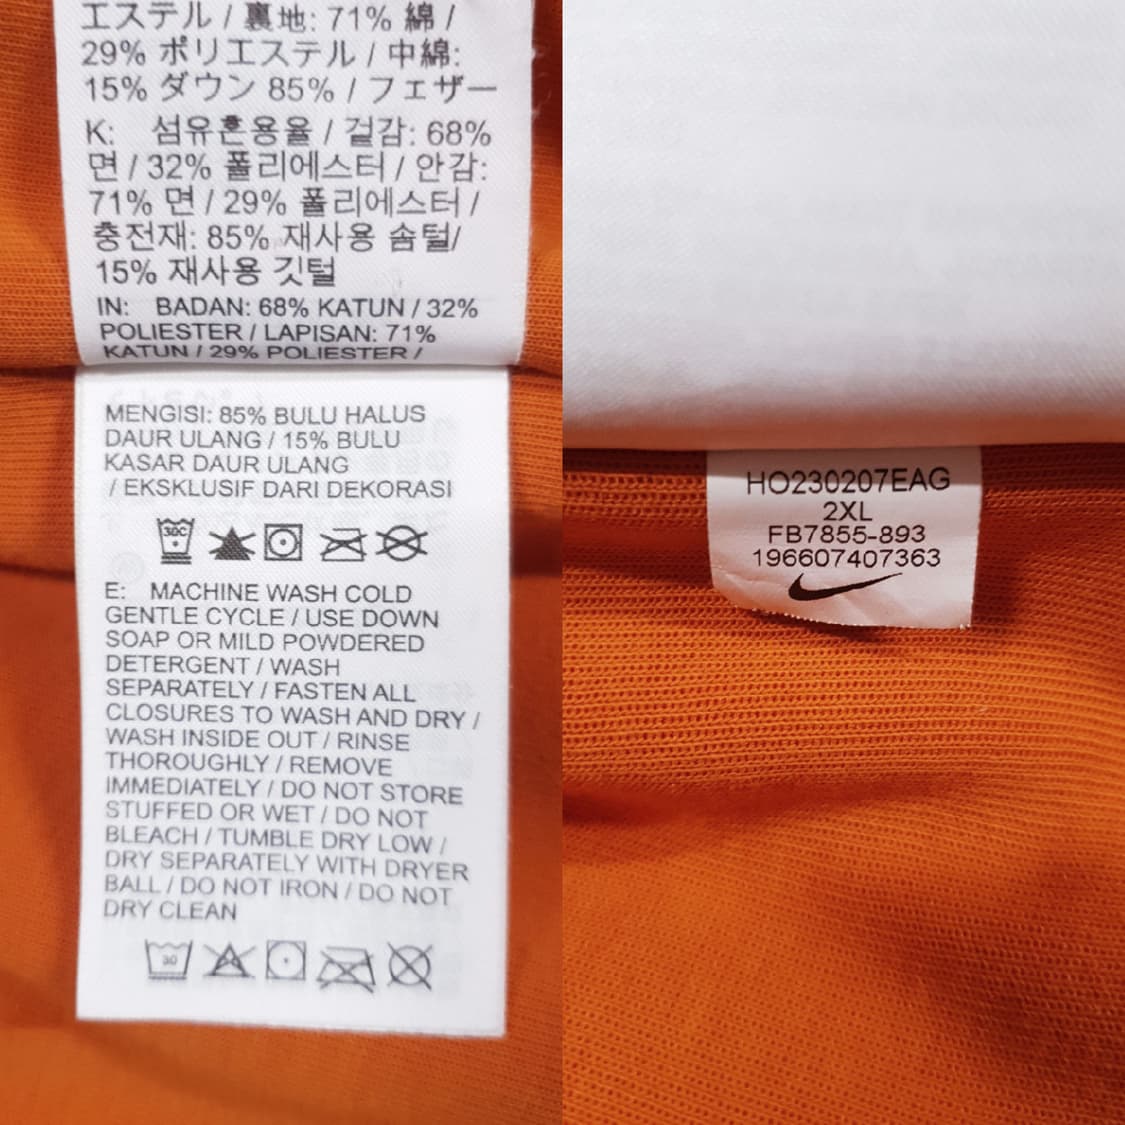 エステル / 裏地: 71% 綿 /
29% ポリエステル / 中綿:
15% ダウン 85% / フェザー
K: 섬유혼용율 / 겉감: 68%
면 / 32% 폴리에스터 / 안감:
71% 면 / 29% 폴리에스터 /
충전재: 85% 재사용 솜털/
15% 재사용 깃털
IN: BADAN: 68% KATUN / 32%
POLIESTER / LAPISAN: 71%
KATUN / 29% POLIESTER /
MENGISI: 85% BULU HALUS
DAUR ULANG / 15% BULU
KASAR DAUR ULANG
/ EKSKLUSIF DARI DEKORASI
30C
E: MACHINE WASH COLD
GENTLE CYCLE / USE DOWN
SOAP OR MILD POWDERED
DETERGENT / WASH
SEPARATELY / FASTEN ALL
CLOSURES TO WASH AND DRY /
WASH INSIDE OUT / RINSE
THOROUGHLY / REMOVE
IMMEDIATELY / DO NOT STORE
STUFFED OR WET / DO NOT
BLEACH / TUMBLE DRY LOW /
DRY SEPARATELY WITH DRYER
BALL / DO NOT IRON / DO NOT
DRY CLEAN
30
HO230207EAG
2XL
FB7855-893
196607407363